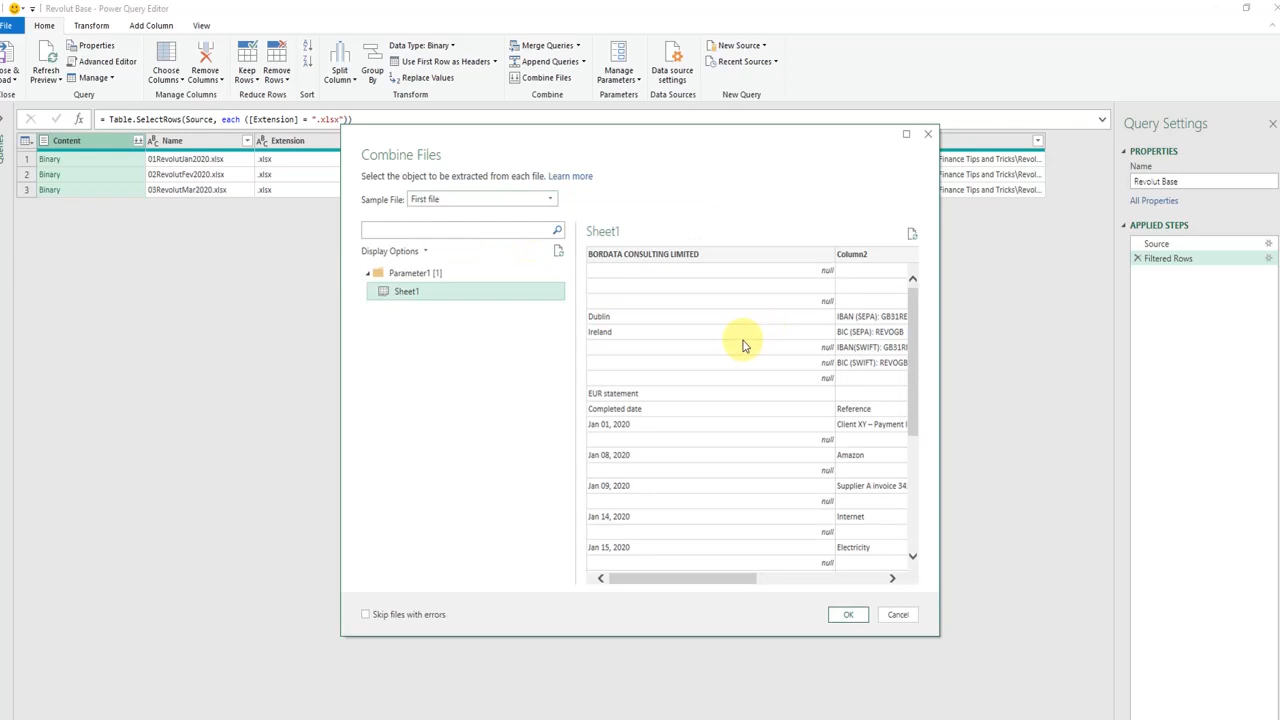 Revolut Base - Power Query Editor
File
Home
Transform
Add Column
View
Refresh Preview
Properties
Advanced Editor
Manage
Choose Columns
Remove Columns
Keep Rows
Remove Rows
Split Column
Group By
Data Type: Binary
Use First Row as Headers
Replace Values
Merge Queries
Append Queries
Combine Files
Manage Parameters
Data source settings
New Source
Recent Sources
Close
Query
Manage Columns
Reduce Rows
Sort
Transform
Combine
Parameters
Data Sources
New Query
= Table.SelectRows(Source, each ([Extension] = ".xlsx"))
Queries
Content
Name
Extension
1 Binary 01RevolutJan2020.xlsx .xlsx Finance Tips and Tricks\Revol...
2 Binary 02RevolutFev2020.xlsx .xlsx Finance Tips and Tricks\Revol...
3 Binary 03RevolutMar2020.xlsx .xlsx Finance Tips and Tricks\Revol...
Combine Files
Select the object to be extracted from each file. Learn more
Sample File: First file
Display Options
Parameter1 [1]
Sheet1
Sheet1
BORDATA CONSULTING LIMITED Column2
null
null
Dublin IBAN (SEPA): GB31RE
Ireland BIC (SEPA): REVOGB
null IBAN(SWIFT): GB31RI
null BIC (SWIFT): REVOGB
null
EUR statement
Completed date Reference
Jan 01, 2020 Client XY – Payment I
null
Jan 08, 2020 Amazon
null
Jan 09, 2020 Supplier A invoice 34
null
Jan 14, 2020 Internet
null
Jan 15, 2020 Electricity
null
Skip files with errors
OK
Cancel
Query Settings
PROPERTIES
Name
Revolut Base
All Properties
APPLIED STEPS
Source
Filtered Rows